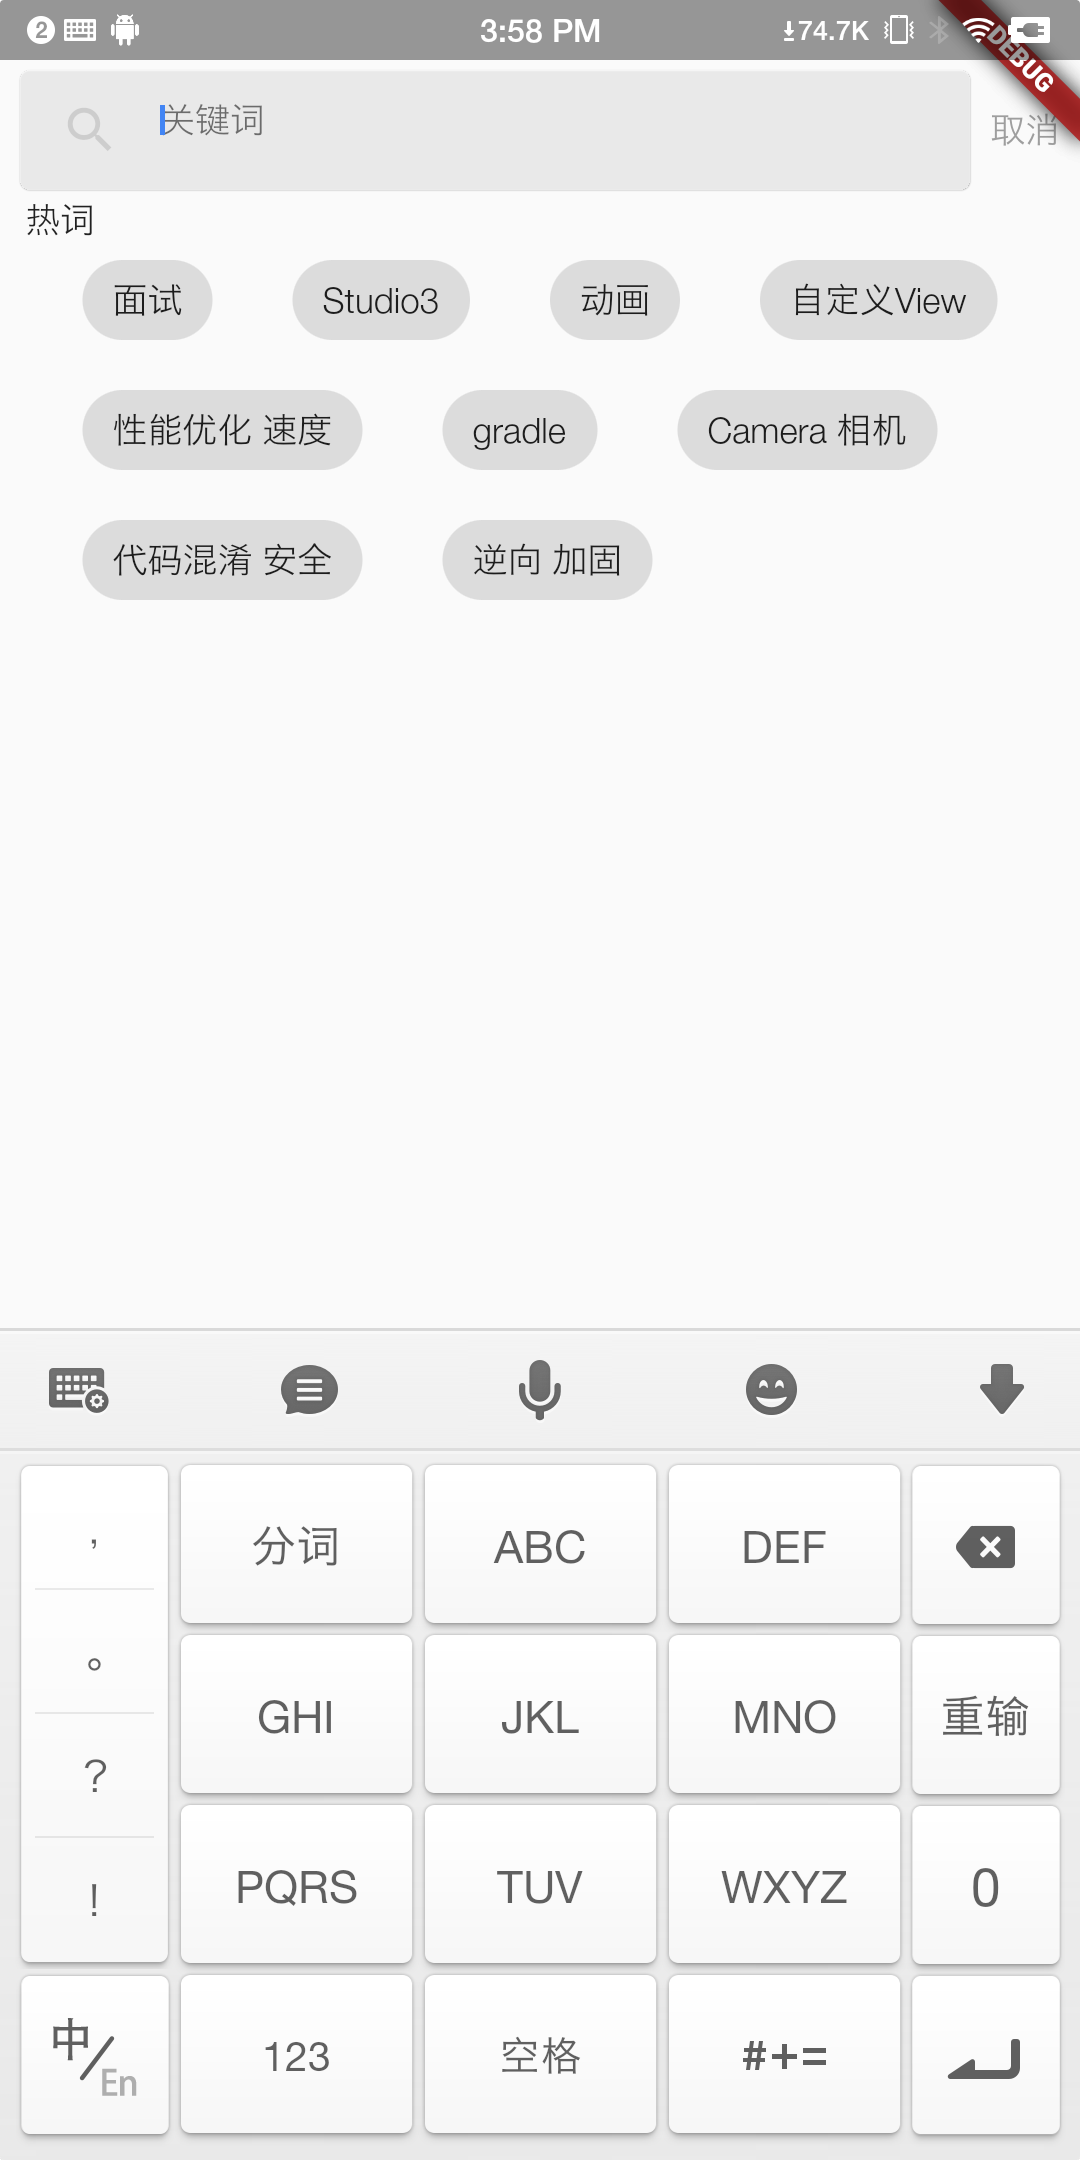 2 3:58 PM 74.7K
DEBUG
关键词
取消
热词
面试 Studio3 动画 自定义View
性能优化 速度 gradle Camera 相机
代码混淆 安全 逆向 加固
， 分词 ABC DEF
。 GHI JKL MNO 重输
？
！ PQRS TUV WXYZ 0
中/En 123 空格 #+=